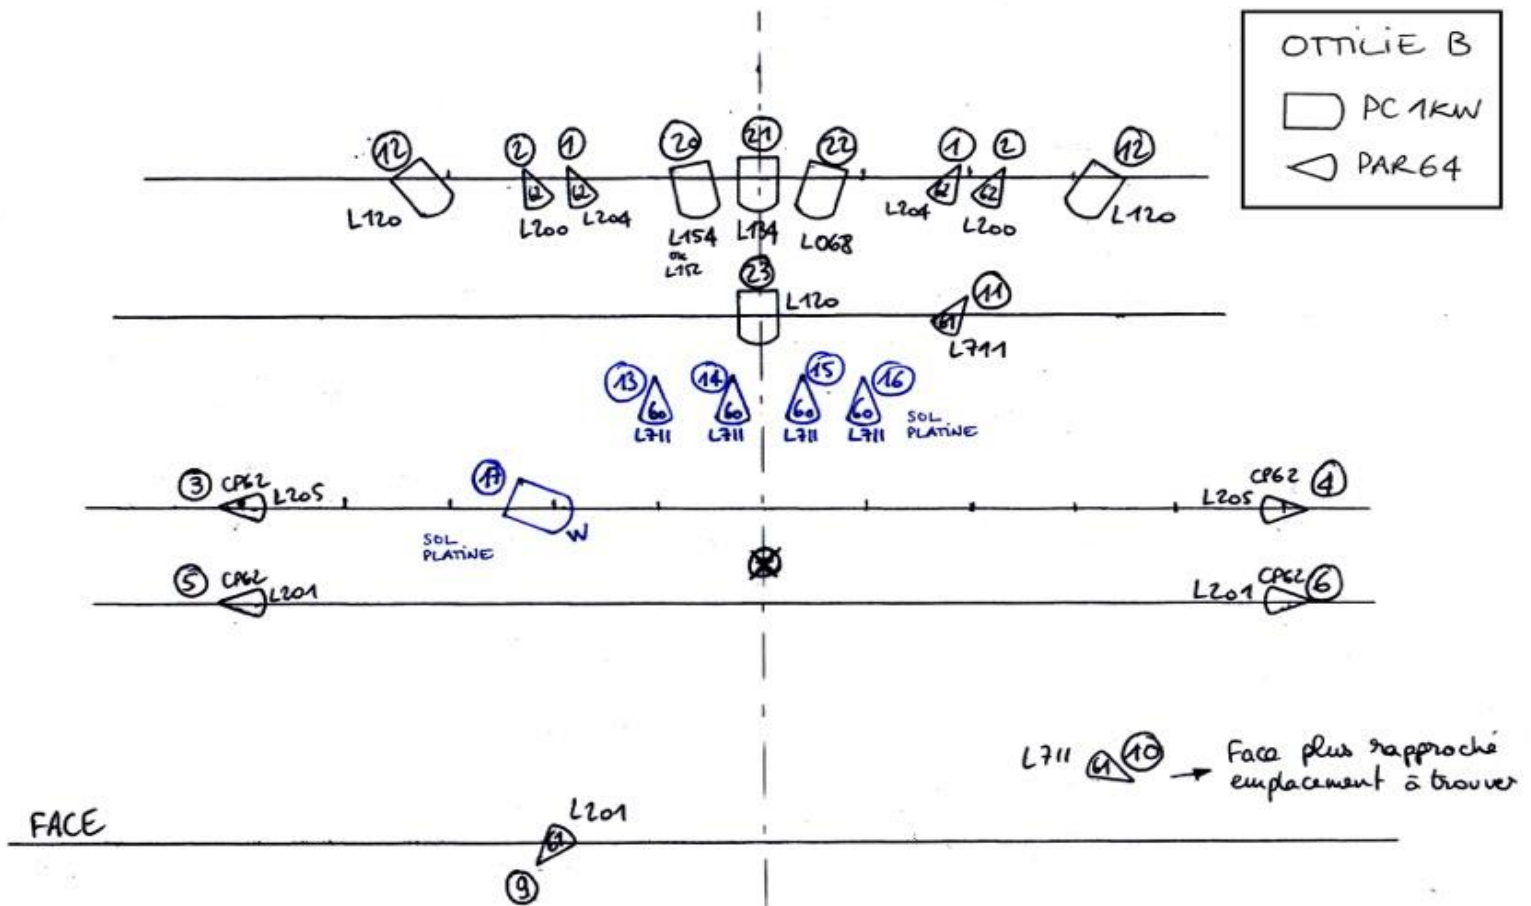 OTTILIE B
PC 1KW
PAR64
12 2 1 20 21 22 1 2 12
62 62 62 62
L120 L200 L204 L154 L134 L068 L204 L200 L120
ou
L152
23
L120 11
61
L711
13 14 15 16
60 60 60 60
L711 L711 L711 L711
SOL
PLATINE
3 CP62 L205
17
W
SOL
PLATINE
CP62 4
L205
5 CP62 L201
L201 CP62 6
L711 61 10
Face plus rapproché
emplacement à trouver
FACE
L201
61
9